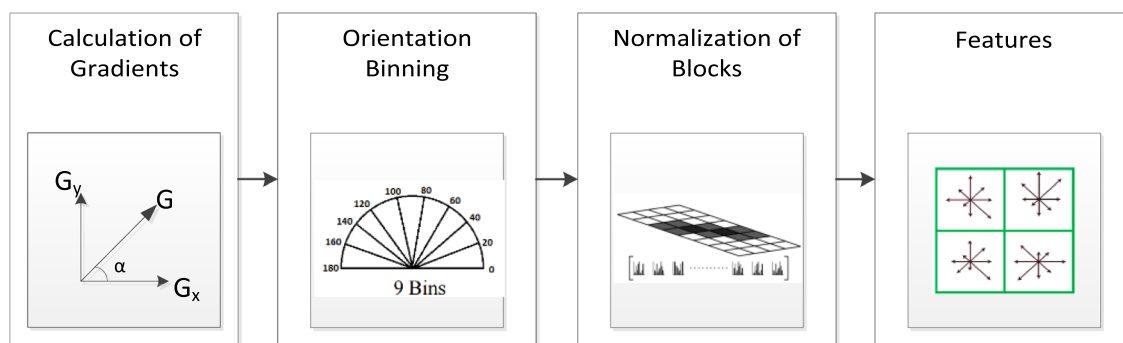 Calculation of
Gradients
Orientation
Binning
Normalization of
Blocks
Features
Gy
G
α
Gx
100 80
120 60
140 40
160 20
180 0
9 Bins